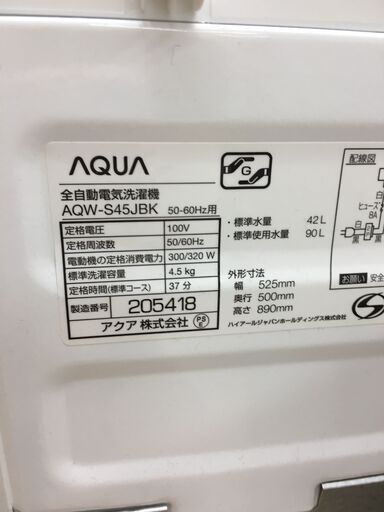 AQUA
全自動電気洗濯機
AQW-S45JBK 50-60Hz用
定格電圧 100V
定格周波数 50/60Hz
電動機の定格消費電力 300/320 W
標準洗濯容量 4.5 kg
定格時間(標準コース) 37 分
製造番号 205418
アクア 株式会社 PS E
G
・標準水量 42 L
・標準使用水量 90 L
外形寸法
幅 525mm
奥行 500mm
高さ 890mm
ハイアールジャパンホールディングス株式会社
配線図
白
ヒューズ
8A
白
黒
黒
お願い 安全